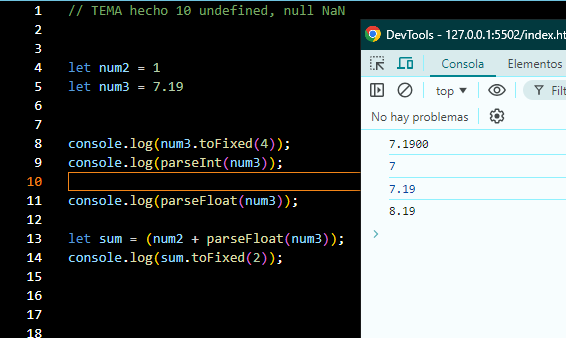 1 // TEMA hecho 10 undefined, null NaN
2
3
4 let num2 = 1
5 let num3 = 7.19
6
7
8 console.log(num3.toFixed(4));
9 console.log(parseInt(num3));
10
11 console.log(parseFloat(num3));
12
13 let sum = (num2 + parseFloat(num3));
14 console.log(sum.toFixed(2));
15
16
17
18
DevTools - 127.0.0.1:5502/index.ht
Consola Elementos
top ▼ Filt
No hay problemas
7.1900
7
7.19
8.19
>